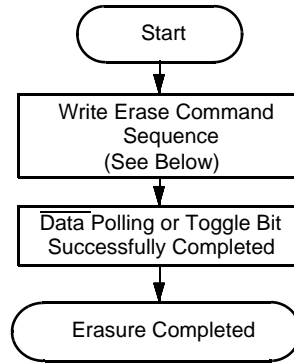 Start
Write Erase Command
Sequence
(See Below)
Data Polling or Toggle Bit
Successfully Completed
Erasure Completed